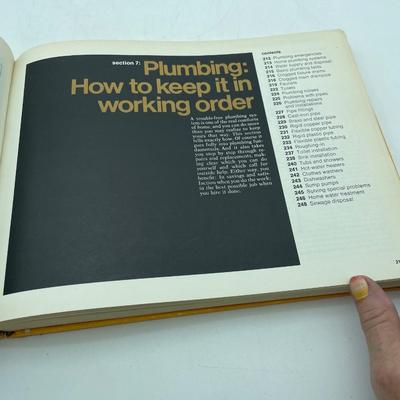 section 7:
Plumbing:
How to keep it in
working order
A trouble-free plumbing sys-
tem is one of the real comforts
of home, and you can do more
than you may realize to keep
yours that way. This section
tells exactly how. Of course it
goes fully into plumbing fun-
damentals. And it also takes
you step by step through re-
pairs and replacements, mak-
ing clear which you can do
yourself and which call for
outside help. Either way, you
benefit: In savings and satis-
faction when you do the work;
in the best possible job when
you hire it done.
contents
212 Plumbing emergencies
213 Home plumbing systems
214 Water supply and disposal
215 Basic plumbing facts
216 Clogged fixture drains
218 Clogged main drainpipe
219 Faucets
222 Toilets
224 Plumbing noises
225 Problems with pipes
226 Plumbing repairs
and installations
227 Pipe fittings
228 Cast-iron pipe
229 Brass and steel pipe
230 Rigid copper pipe
231 Flexible copper tubing
232 Rigid plastic pipe
233 Flexible plastic tubing
234 Roughing-in
237 Toilet installation
238 Sink installation
240 Tubs and showers
241 Hot-water heaters
242 Clothes washers
243 Dishwashers
244 Sump pumps
245 Solving special problems
246 Home water treatment
248 Sewage disposal